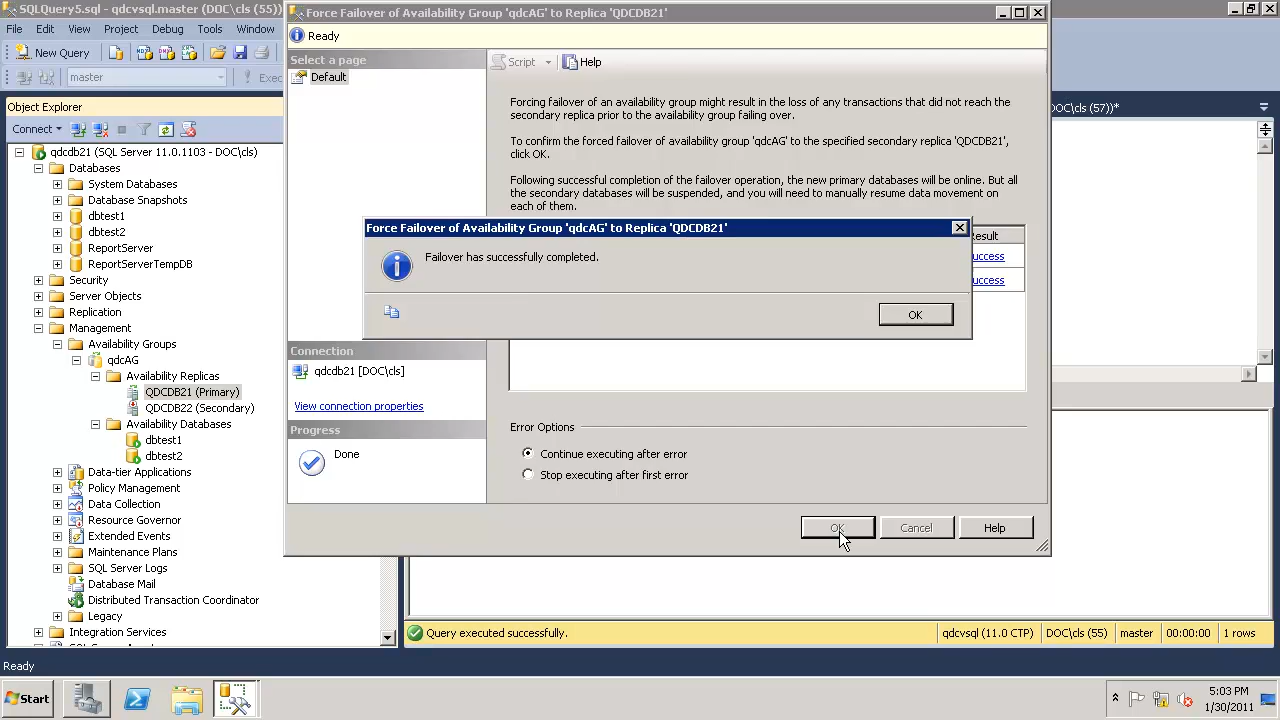 SQLQuery5.sql - qdcvsql.master (DOC\cls (55))
File Edit View Project Debug Tools Window
New Query
master
Exec
Object Explorer
Connect
qdcdb21 (SQL Server 11.0.1103 - DOC\cls)
Databases
System Databases
Database Snapshots
dbtest1
dbtest2
ReportServer
ReportServerTempDB
Security
Server Objects
Replication
Management
Availability Groups
qdcAG
Availability Replicas
QDCDB21 (Primary)
QDCDB22 (Secondary)
Availability Databases
dbtest1
dbtest2
Data-tier Applications
Policy Management
Data Collection
Resource Governor
Extended Events
Maintenance Plans
SQL Server Logs
Database Mail
Distributed Transaction Coordinator
Legacy
Integration Services
Force Failover of Availability Group 'qdcAG' to Replica 'QDCDB21'
Ready
Select a page
Default
Script Help
Forcing failover of an availability group might result in the loss of any transactions that did not reach the
secondary replica prior to the availability group failing over.
To confirm the forced failover of availability group 'qdcAG' to the specified secondary replica 'QDCDB21',
click OK.
Following successful completion of the failover operation, the new primary databases will be online. But all
the secondary databases will be suspended, and you will need to manually resume data movement on
each of them.
esult
uccess
uccess
Force Failover of Availability Group 'qdcAG' to Replica 'QDCDB21'
Failover has successfully completed.
OK
Connection
qdcdb21 [DOC\cls]
View connection properties
Progress
Done
Error Options
Continue executing after error
Stop executing after first error
OK Cancel Help
DOC\cls (57))*
Query executed successfully.
qdcvsql (11.0 CTP) DOC\cls (55) master 00:00:00 1 rows
Ready
Start
5:03 PM
1/30/2011